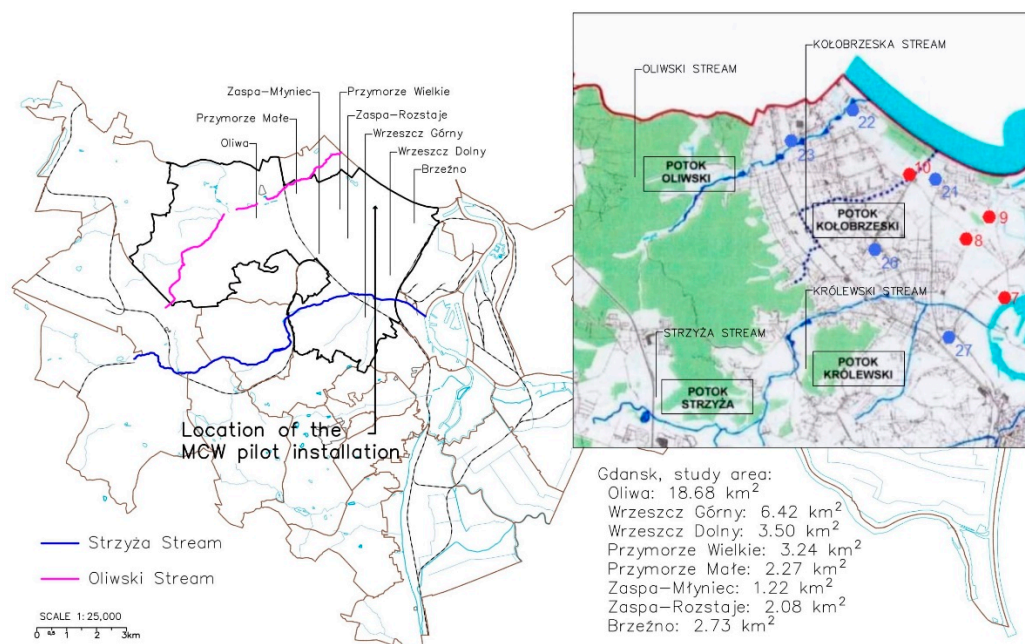 Zaspa-Młyniec
Przymorze Wielkie
Przymorze Małe
Zaspa-Rozstaje
Oliwa
Wrzeszcz Górny
Wrzeszcz Dolny
Brzeźno
Location of the
MCW pilot installation
Strzyża Stream
Oliwski Stream
SCALE 1:25,000
0 0,5 1 2 3km
KOŁOBRZESKA STREAM
OLIWSKI STREAM
22
23
POTOK
OLIWSKI
10
21
POTOK
KOŁOBRZESKI
9
8
26
KRÓLEWSKI STREAM
7
STRZYŻA STREAM
27
POTOK
KRÓLEWSKI
POTOK
STRZYŻA
Gdansk, study area:
Oliwa: 18.68 km²
Wrzeszcz Górny: 6.42 km²
Wrzeszcz Dolny: 3.50 km²
Przymorze Wielkie: 3.24 km²
Przymorze Małe: 2.27 km²
Zaspa-Młyniec: 1.22 km²
Zaspa-Rozstaje: 2.08 km²
Brzeźno: 2.73 km²